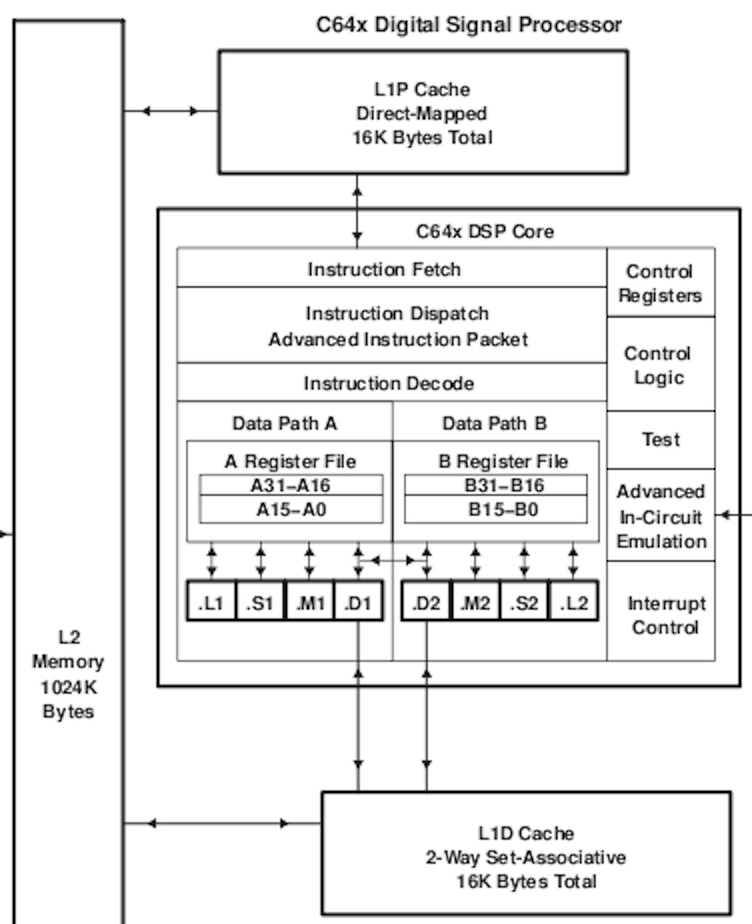 C64x Digital Signal Processor
L1P Cache
Direct-Mapped
16K Bytes Total
C64x DSP Core
Instruction Fetch
Control
Registers
Instruction Dispatch
Advanced Instruction Packet
Control
Logic
Instruction Decode
Data Path A
Data Path B
Test
A Register File
B Register File
A31–A16
B31–B16
A15–A0
B15–B0
Advanced
In-Circuit
Emulation
.L1
.S1
.M1
.D1
.D2
.M2
.S2
.L2
Interrupt
Control
L2
Memory
1024K
Bytes
L1D Cache
2-Way Set-Associative
16K Bytes Total